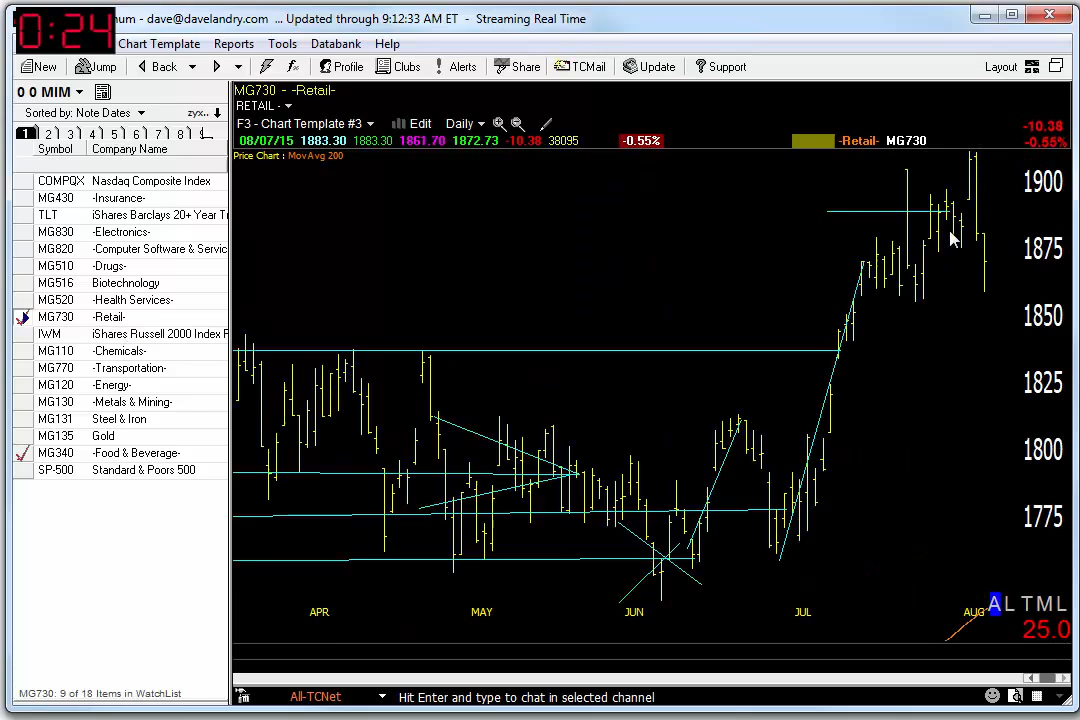 0:24
num - dave@davelandry.com ... Updated through 9:12:33 AM ET - Streaming Real Time
Chart Template Reports Tools Databank Help
New Jump Back Profile Clubs Alerts Share TCMail Update Support Layout
0 0 MIM
Sorted by: Note Dates zyx..
1 2 3 4 5 6 7 8
Symbol Company Name
COMPQX Nasdaq Composite Index
MG430 -Insurance-
TLT iShares Barclays 20+ Year Tr
MG830 -Electronics-
MG820 -Computer Software & Servic
MG510 -Drugs-
MG516 Biotechnology
MG520 -Health Services-
MG730 -Retail-
IWM iShares Russell 2000 Index F
MG110 -Chemicals-
MG770 -Transportation-
MG120 -Energy-
MG130 -Metals & Mining-
MG131 Steel & Iron
MG135 Gold
MG340 -Food & Beverage-
SP-500 Standard & Poors 500
MG730: 9 of 18 Items in WatchList
MG730 - -Retail-
RETAIL -
F3 - Chart Template #3 Edit Daily
08/07/15 1883.30 1883.30 1861.70 1872.73 -10.38 38095 -0.55% -Retail- MG730
-10.38
-0.55%
Price Chart : MovAvg 200
1900
1875
1850
1825
1800
1775
APR MAY JUN JUL AUG
A L T M L
25.0
All-TCNet Hit Enter and type to chat in selected channel